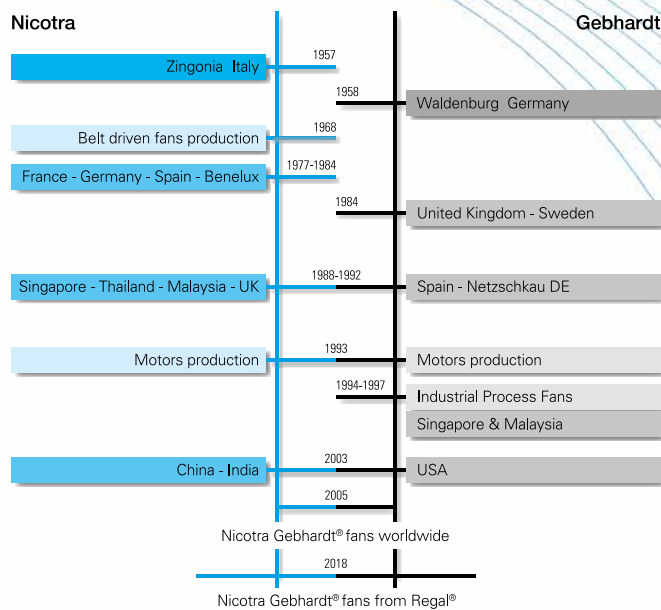 Nicotra
Gebhardt
1957
Zingonia Italy
1958
Waldenburg Germany
1968
Belt driven fans production
1977-1984
France - Germany - Spain - Benelux
1984
United Kingdom - Sweden
1988-1992
Singapore - Thailand - Malaysia - UK
Spain - Netzschkau DE
1993
Motors production
Motors production
1994-1997
Industrial Process Fans
Singapore & Malaysia
2003
China - India
USA
2005
Nicotra Gebhardt® fans worldwide
2018
Nicotra Gebhardt® fans from Regal®